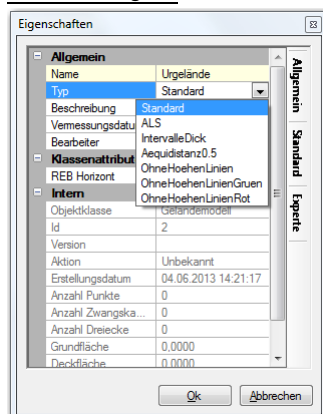 Eigenschaften
Allgemein
Name Urgelände
Typ Standard
Beschreibung Standard
Vermessungsdatu ALS
IntervalleDick
Bearbeiter Aequidistanz0.5
Klassenattribut OhneHoehenLinien
REB Horizont OhneHoehenLinienGruen
Intern OhneHoehenLinienRot
Objektklasse Geländemodell
Id 2
Version
Aktion Unbekannt
Erstellungsdatum 04.06.2013 14:21:17
Anzahl Punkte 0
Anzahl Zwangska... 0
Anzahl Dreiecke 0
Grundfläche 0,0000
Deckfläche 0,0000
Allgemein
Standard
Experte
Ok Abbrechen